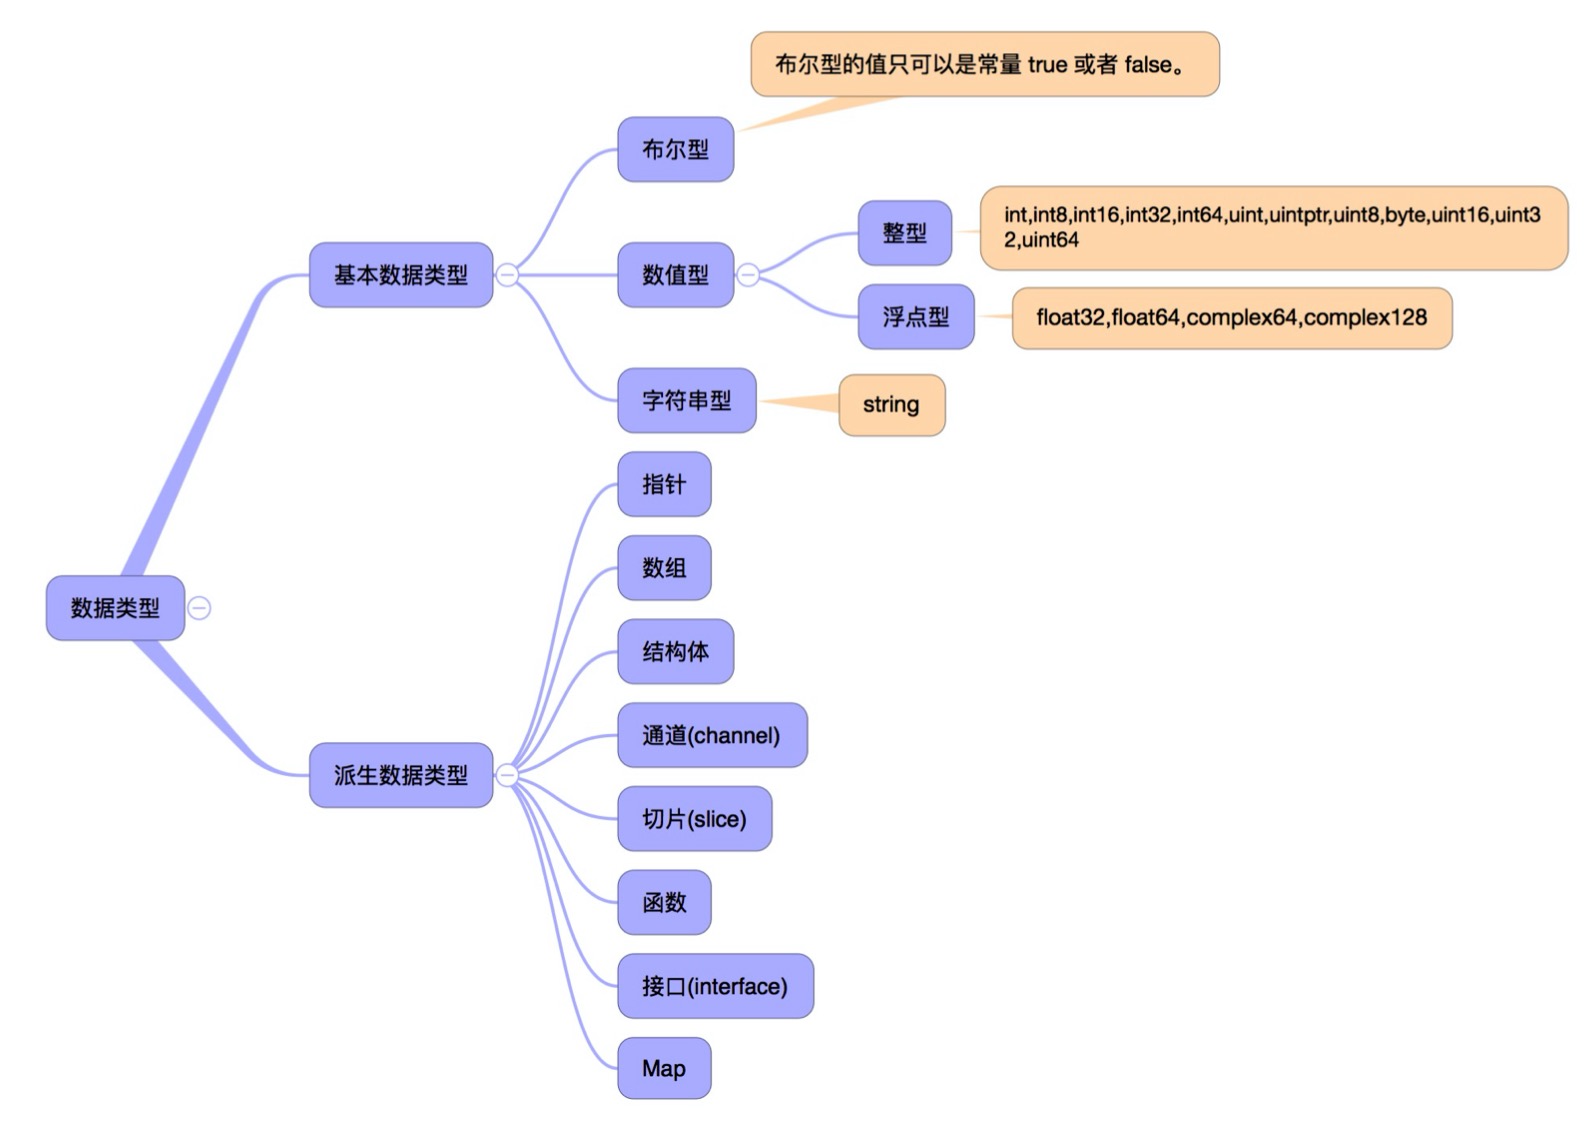 布尔型的值只可以是常量 true 或者 false。
布尔型
整型
int,int8,int16,int32,int64,uint,uintptr,uint8,byte,uint16,uint3
2,uint64
基本数据类型
数值型
浮点型
float32,float64,complex64,complex128
字符串型
string
指针
数组
数据类型
结构体
通道(channel)
派生数据类型
切片(slice)
函数
接口(interface)
Map